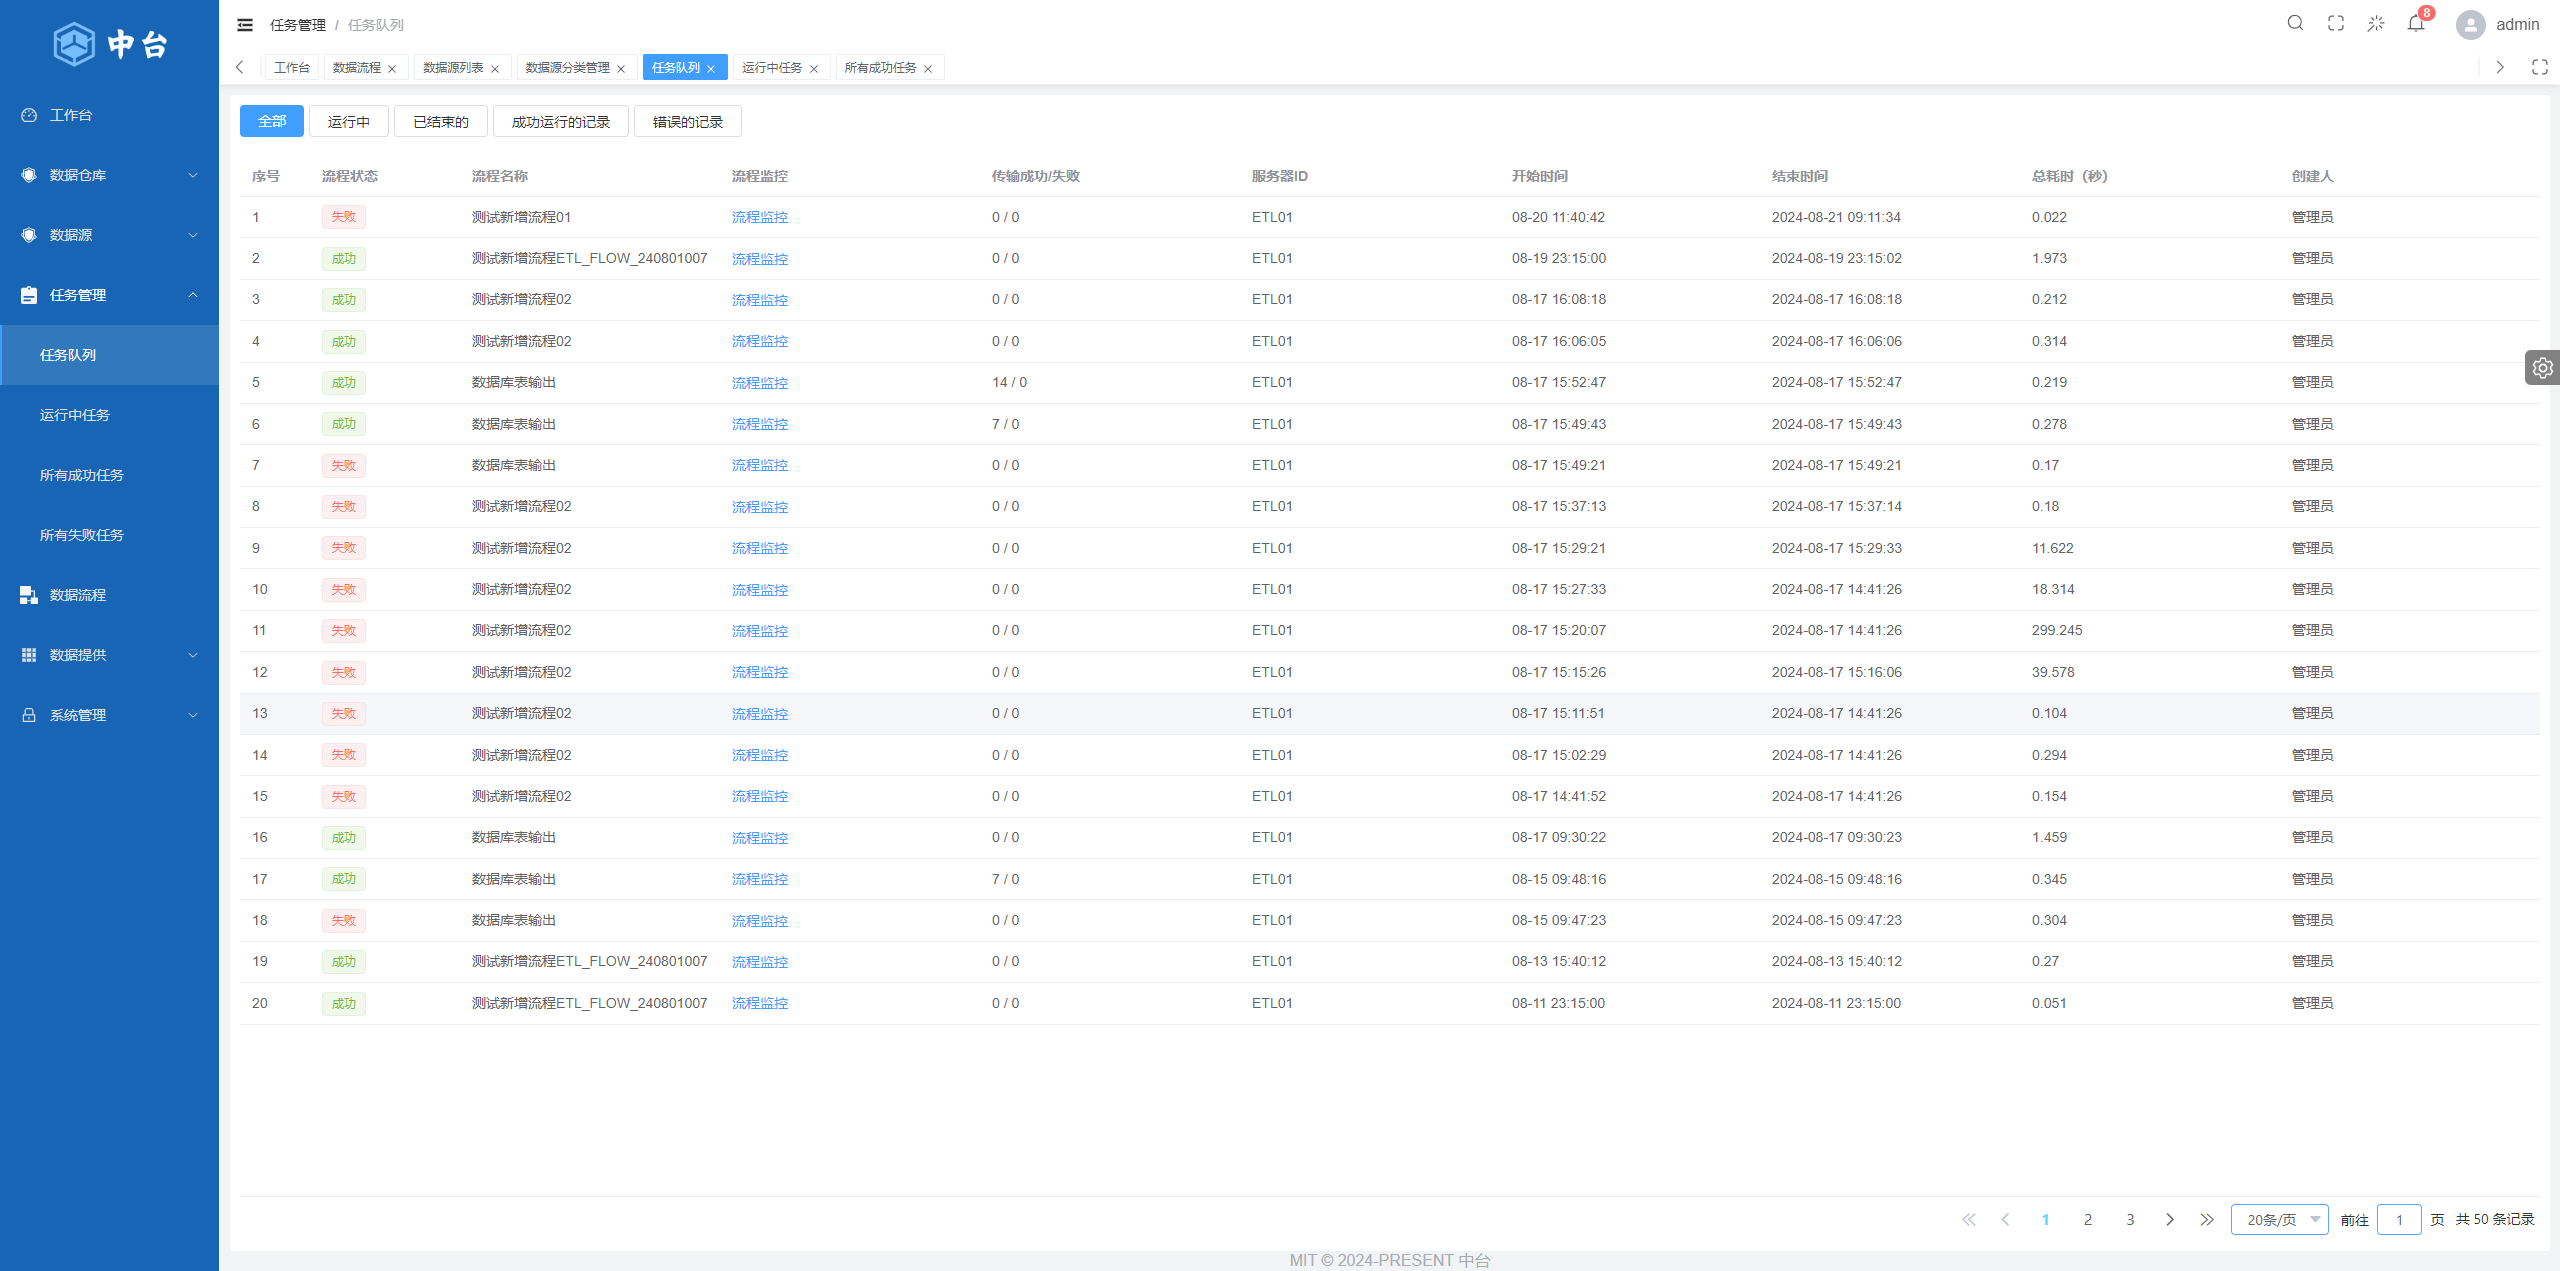 中台
任务管理 / 任务队列
8
admin
工作台 数据流程 数据源列表 数据源分类管理 任务队列 运行中任务 所有成功任务
工作台
数据仓库
数据源
任务管理
任务队列
运行中任务
所有成功任务
所有失败任务
数据流程
数据提供
系统管理
全部 运行中 已结束的 成功运行的记录 错误的记录
序号 流程状态 流程名称 流程监控 传输成功/失败 服务器ID 开始时间 结束时间 总耗时（秒） 创建人
1 失败 测试新增流程01 流程监控 0 / 0 ETL01 08-20 11:40:42 2024-08-21 09:11:34 0.022 管理员
2 成功 测试新增流程ETL_FLOW_240801007 流程监控 0 / 0 ETL01 08-19 23:15:00 2024-08-19 23:15:02 1.973 管理员
3 成功 测试新增流程02 流程监控 0 / 0 ETL01 08-17 16:08:18 2024-08-17 16:08:18 0.212 管理员
4 成功 测试新增流程02 流程监控 0 / 0 ETL01 08-17 16:06:05 2024-08-17 16:06:06 0.314 管理员
5 成功 数据库表输出 流程监控 14 / 0 ETL01 08-17 15:52:47 2024-08-17 15:52:47 0.219 管理员
6 成功 数据库表输出 流程监控 7 / 0 ETL01 08-17 15:49:43 2024-08-17 15:49:43 0.278 管理员
7 失败 数据库表输出 流程监控 0 / 0 ETL01 08-17 15:49:21 2024-08-17 15:49:21 0.17 管理员
8 失败 测试新增流程02 流程监控 0 / 0 ETL01 08-17 15:37:13 2024-08-17 15:37:14 0.18 管理员
9 失败 测试新增流程02 流程监控 0 / 0 ETL01 08-17 15:29:21 2024-08-17 15:29:33 11.622 管理员
10 失败 测试新增流程02 流程监控 0 / 0 ETL01 08-17 15:27:33 2024-08-17 14:41:26 18.314 管理员
11 失败 测试新增流程02 流程监控 0 / 0 ETL01 08-17 15:20:07 2024-08-17 14:41:26 299.245 管理员
12 失败 测试新增流程02 流程监控 0 / 0 ETL01 08-17 15:15:26 2024-08-17 15:16:06 39.578 管理员
13 失败 测试新增流程02 流程监控 0 / 0 ETL01 08-17 15:11:51 2024-08-17 14:41:26 0.104 管理员
14 失败 测试新增流程02 流程监控 0 / 0 ETL01 08-17 15:02:29 2024-08-17 14:41:26 0.294 管理员
15 失败 测试新增流程02 流程监控 0 / 0 ETL01 08-17 14:41:52 2024-08-17 14:41:26 0.154 管理员
16 成功 数据库表输出 流程监控 0 / 0 ETL01 08-17 09:30:22 2024-08-17 09:30:23 1.459 管理员
17 成功 数据库表输出 流程监控 7 / 0 ETL01 08-15 09:48:16 2024-08-15 09:48:16 0.345 管理员
18 失败 数据库表输出 流程监控 0 / 0 ETL01 08-15 09:47:23 2024-08-15 09:47:23 0.304 管理员
19 成功 测试新增流程ETL_FLOW_240801007 流程监控 0 / 0 ETL01 08-13 15:40:12 2024-08-13 15:40:12 0.27 管理员
20 成功 测试新增流程ETL_FLOW_240801007 流程监控 0 / 0 ETL01 08-11 23:15:00 2024-08-11 23:15:00 0.051 管理员
1 2 3 20条/页 前往 1 页 共 50 条记录
MIT © 2024-PRESENT 中台